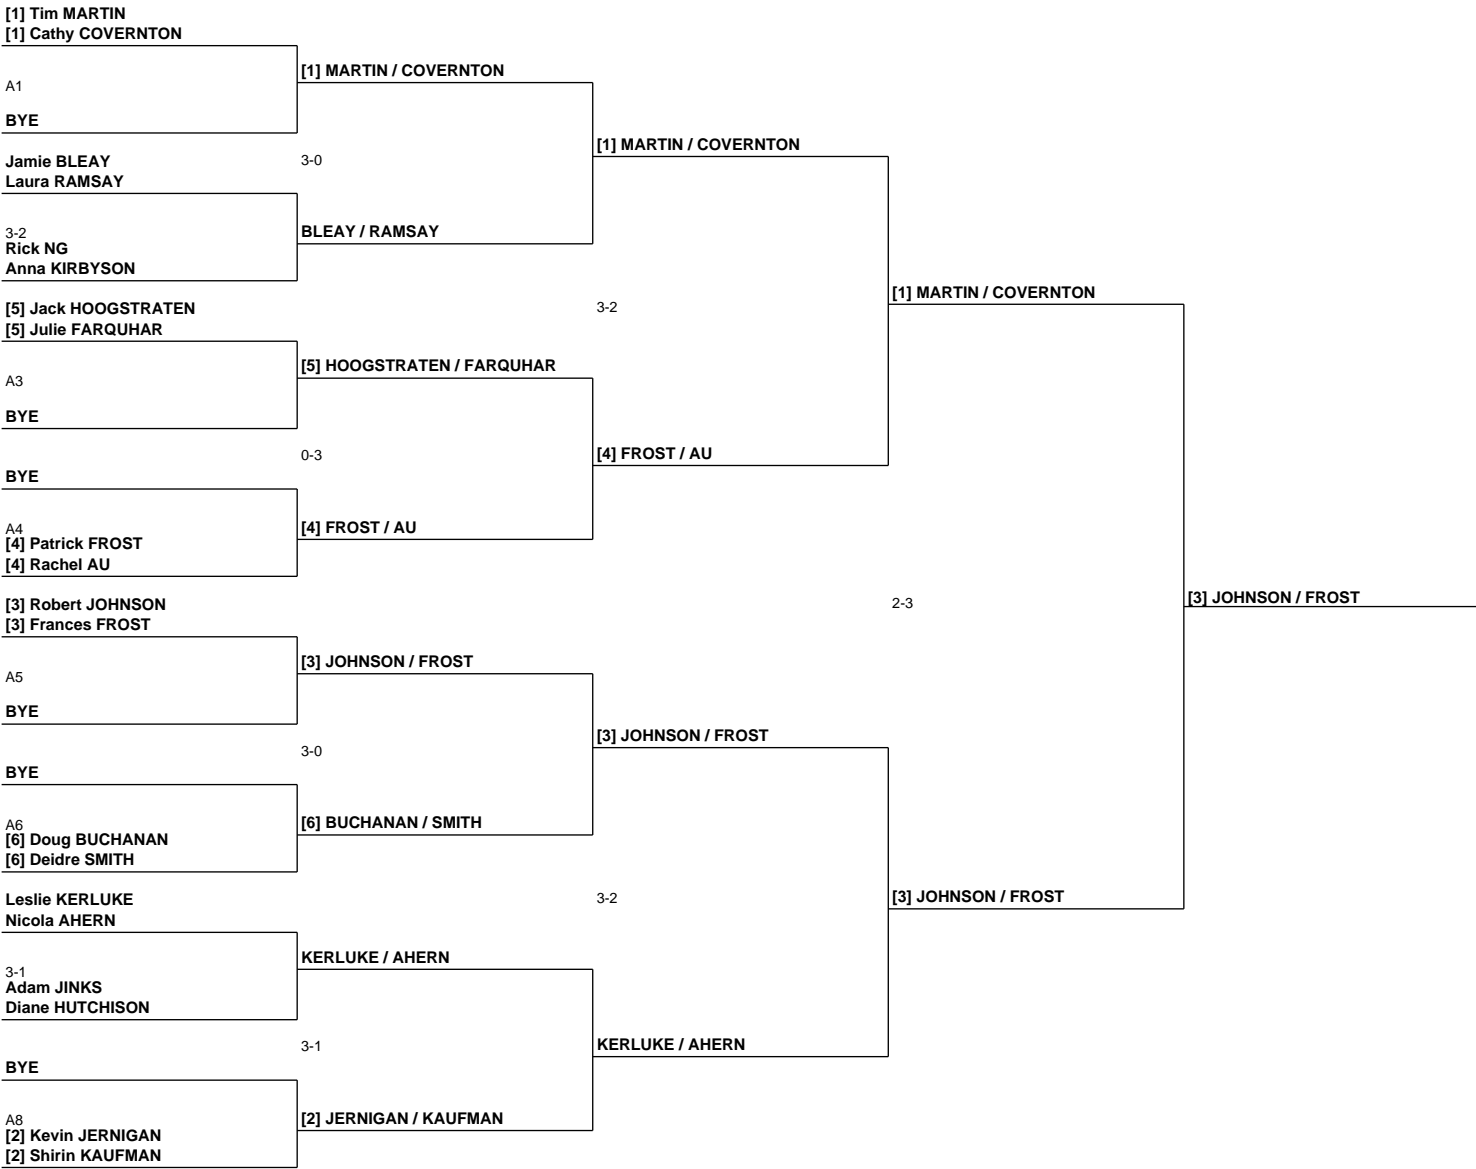 [1] Tim MARTIN
[1] Cathy COVERNTON
[1] MARTIN / COVERNTON
A1
BYE
[1] MARTIN / COVERNTON
Jamie BLEAY
3-0
Laura RAMSAY
BLEAY / RAMSAY
3-2
Rick NG
Anna KIRBYSON
[1] MARTIN / COVERNTON
[5] Jack HOOGSTRATEN
3-2
[5] Julie FARQUHAR
[5] HOOGSTRATEN / FARQUHAR
A3
BYE
0-3
[4] FROST / AU
BYE
A4
[4] FROST / AU
[4] Patrick FROST
[4] Rachel AU
[3] Robert JOHNSON
2-3
[3] JOHNSON / FROST
[3] Frances FROST
[3] JOHNSON / FROST
A5
BYE
[3] JOHNSON / FROST
3-0
BYE
A6
[6] BUCHANAN / SMITH
[6] Doug BUCHANAN
[6] Deidre SMITH
Leslie KERLUKE
3-2
[3] JOHNSON / FROST
Nicola AHERN
KERLUKE / AHERN
3-1
Adam JINKS
Diane HUTCHISON
3-1
KERLUKE / AHERN
BYE
A8
[2] JERNIGAN / KAUFMAN
[2] Kevin JERNIGAN
[2] Shirin KAUFMAN